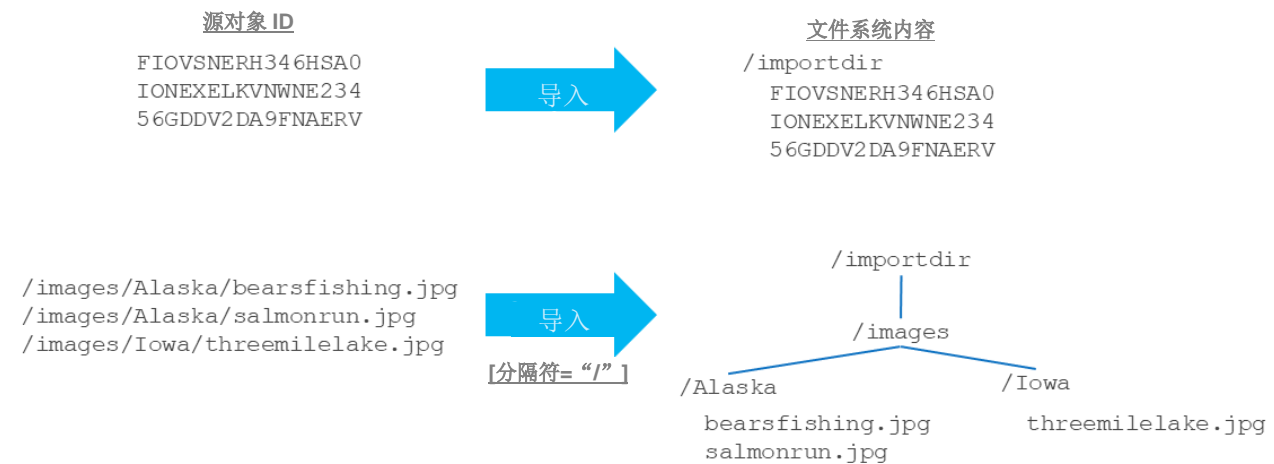 源对象 ID
FIOVSNERH346HSA0
IONEXELKVNWNE234
56GDDV2DA9FNAERV
导入
文件系统内容
/importdir
FIOVSNERH346HSA0
IONEXELKVNWNE234
56GDDV2DA9FNAERV
/images/Alaska/bearsfishing.jpg
/images/Alaska/salmonrun.jpg
/images/Iowa/threemilelake.jpg
导入
[分隔符=“/”]
/importdir
/images
/Alaska
bearsfishing.jpg
salmonrun.jpg
/Iowa
threemilelake.jpg